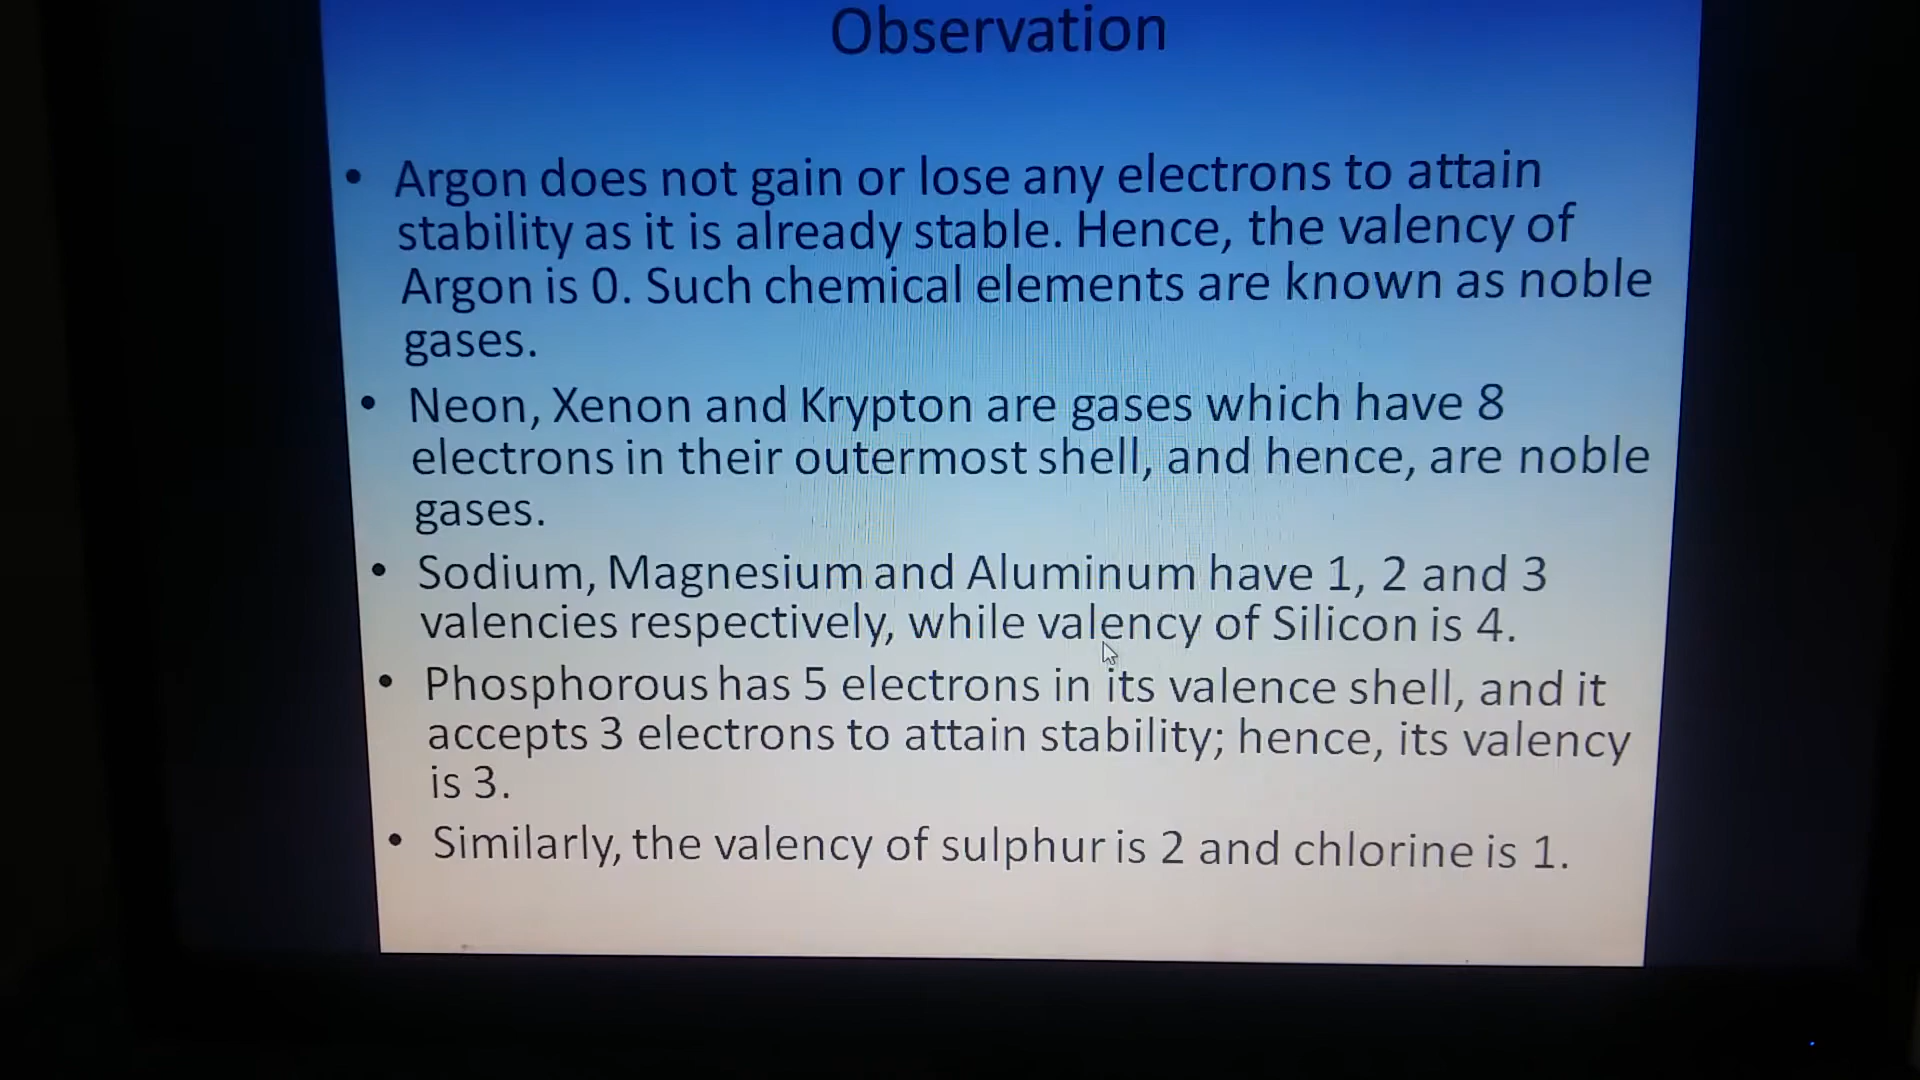 Observation
• Argon does not gain or lose any electrons to attain
stability as it is already stable. Hence, the valency of
Argon is 0. Such chemical elements are known as noble
gases.
• Neon, Xenon and Krypton are gases which have 8
electrons in their outermost shell, and hence, are noble
gases.
• Sodium, Magnesium and Aluminum have 1, 2 and 3
valencies respectively, while valency of Silicon is 4.
• Phosphorous has 5 electrons in its valence shell, and it
accepts 3 electrons to attain stability; hence, its valency
is 3.
• Similarly, the valency of sulphur is 2 and chlorine is 1.